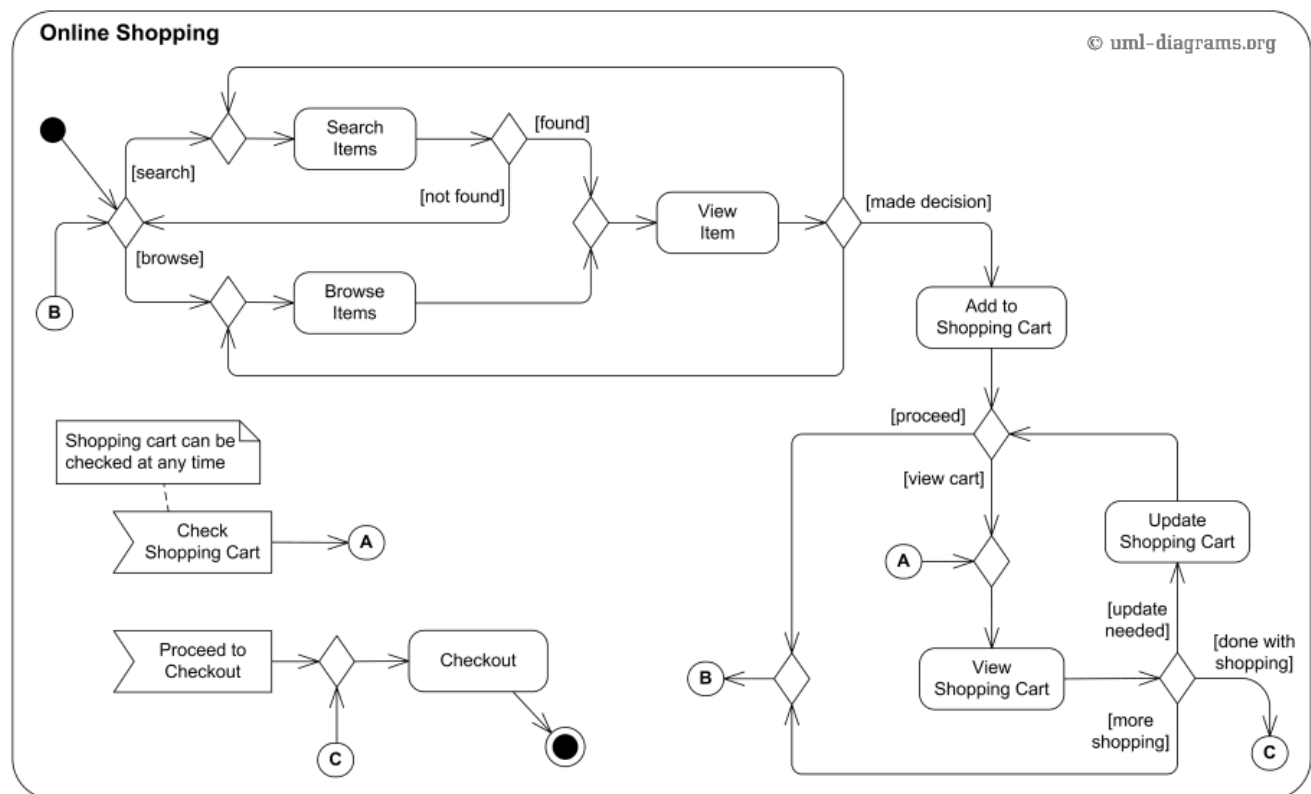 Online Shopping
© uml-diagrams.org
Search
Items
[found]
[search]
[not found]
View
Item
[made decision]
[browse]
B
Browse
Items
Add to
Shopping Cart
[proceed]
Shopping cart can be
checked at any time
[view cart]
Check
Shopping Cart
A
A
Update
Shopping Cart
[update
needed]
[done with
shopping]
Proceed to
Checkout
Checkout
B
View
Shopping Cart
[more
shopping]
C
C